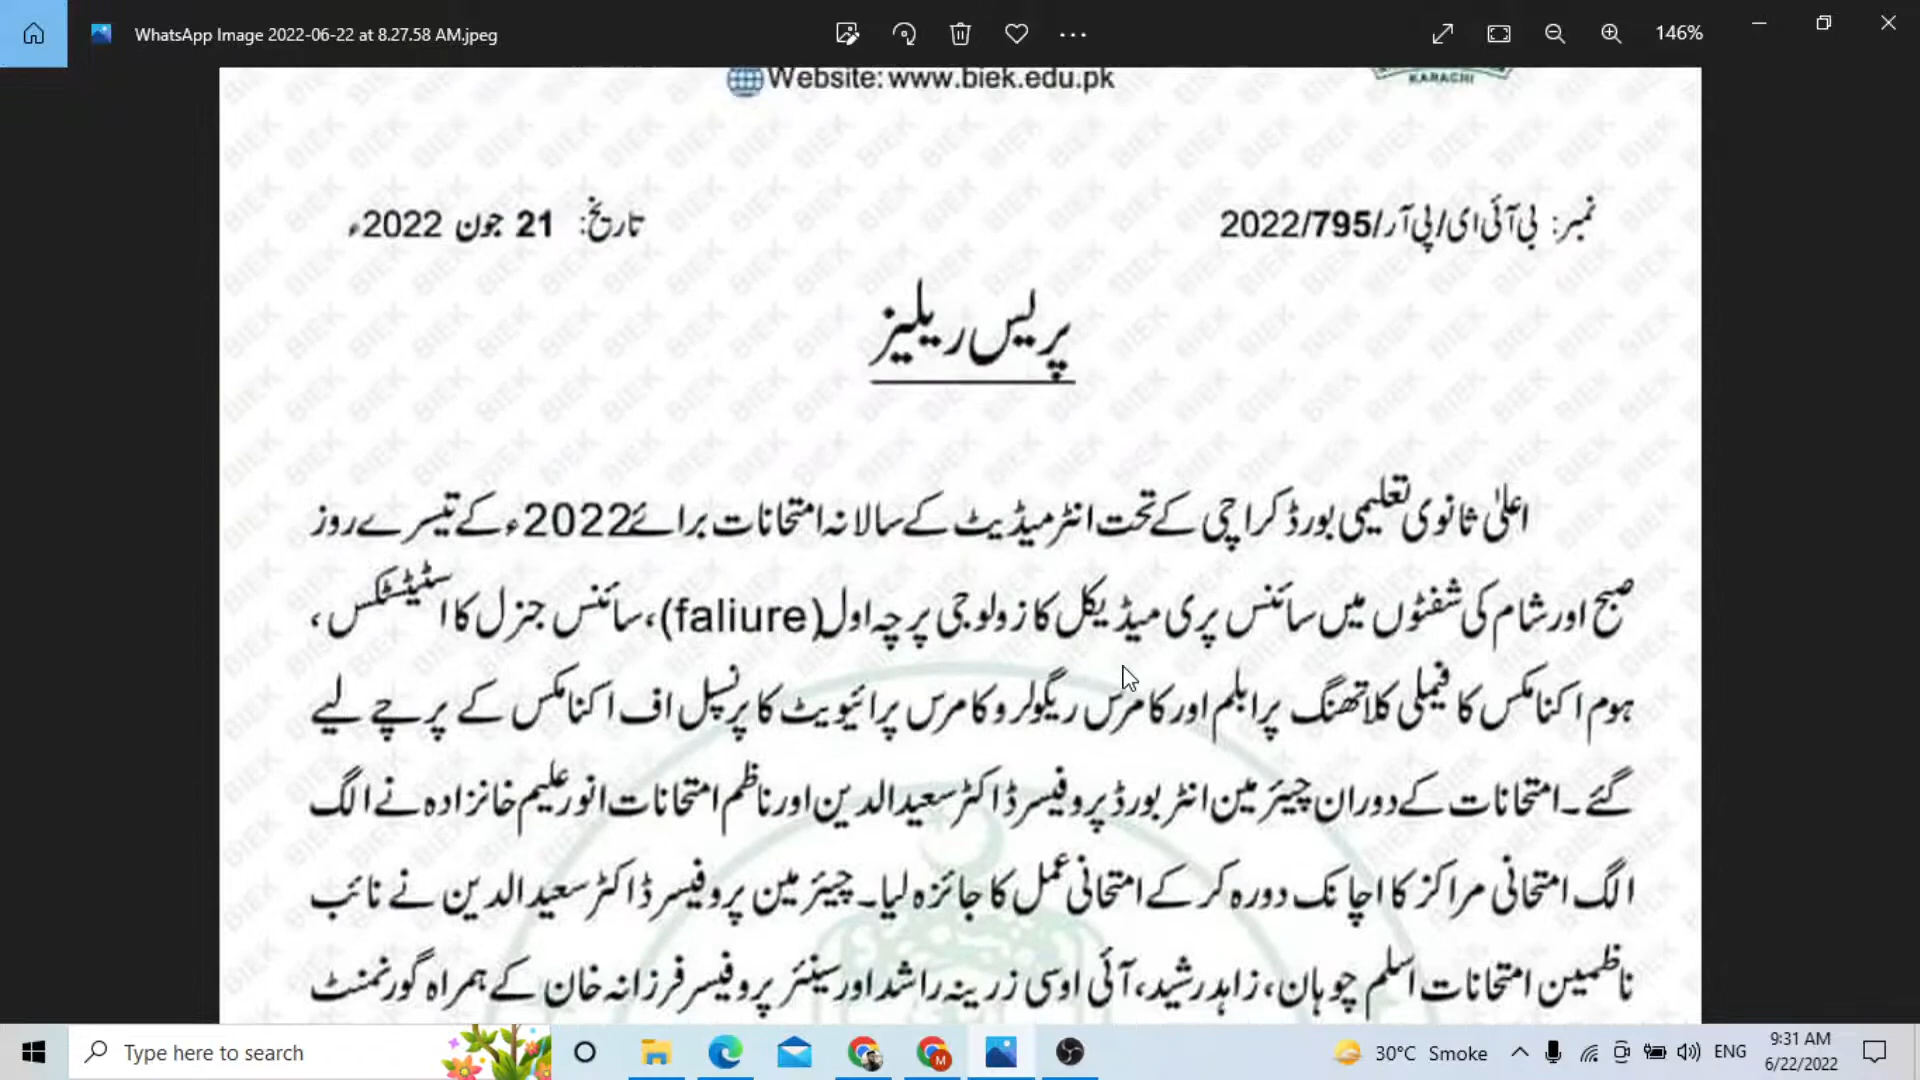 WhatsApp Image 2022-06-22 at 8.27.58 AM.jpeg
146%
Website: www.biek.edu.pk
KARACHI
نمبر: بی آئی ای/پی آر/795/2022
تاریخ: 21 جون 2022ء
پریس ریلیز
اعلیٰ ثانوی تعلیمی بورڈ کراچی کے تحت انٹرمیڈیٹ کے سالانہ امتحانات برائے 2022ء کے تیسرے روز
صبح اور شام کی شفٹوں میں سائنس پری میڈیکل کا زولوجی پرچہ اول (faliure)، سائنس جنرل کا اسٹیٹسٹکس،
ہوم اکنامکس کا فیملی کلاتھنگ پرابلم اور کامرس ریگولر و کامرس پرائیویٹ کا پرنسپل اف اکنامکس کے پرچے لیے
گئے۔ امتحانات کے دوران چیئرمین انٹر بورڈ پروفیسر ڈاکٹر سعید الدین اور ناظم امتحانات انور علیم خانزادہ نے الگ
الگ امتحانی مراکز کا اچانک دورہ کر کے امتحانی عمل کا جائزہ لیا۔ چیئرمین پروفیسر ڈاکٹر سعید الدین نے نائب
ناظمین امتحانات اسلم چوہان، زاہد رشید، آئی او سی زرینہ راشد اور سینئر پروفیسر فرزانہ خان کے ہمراہ گورنمنٹ
BIEK
Type here to search
30°C Smoke
ENG
9:31 AM
6/22/2022